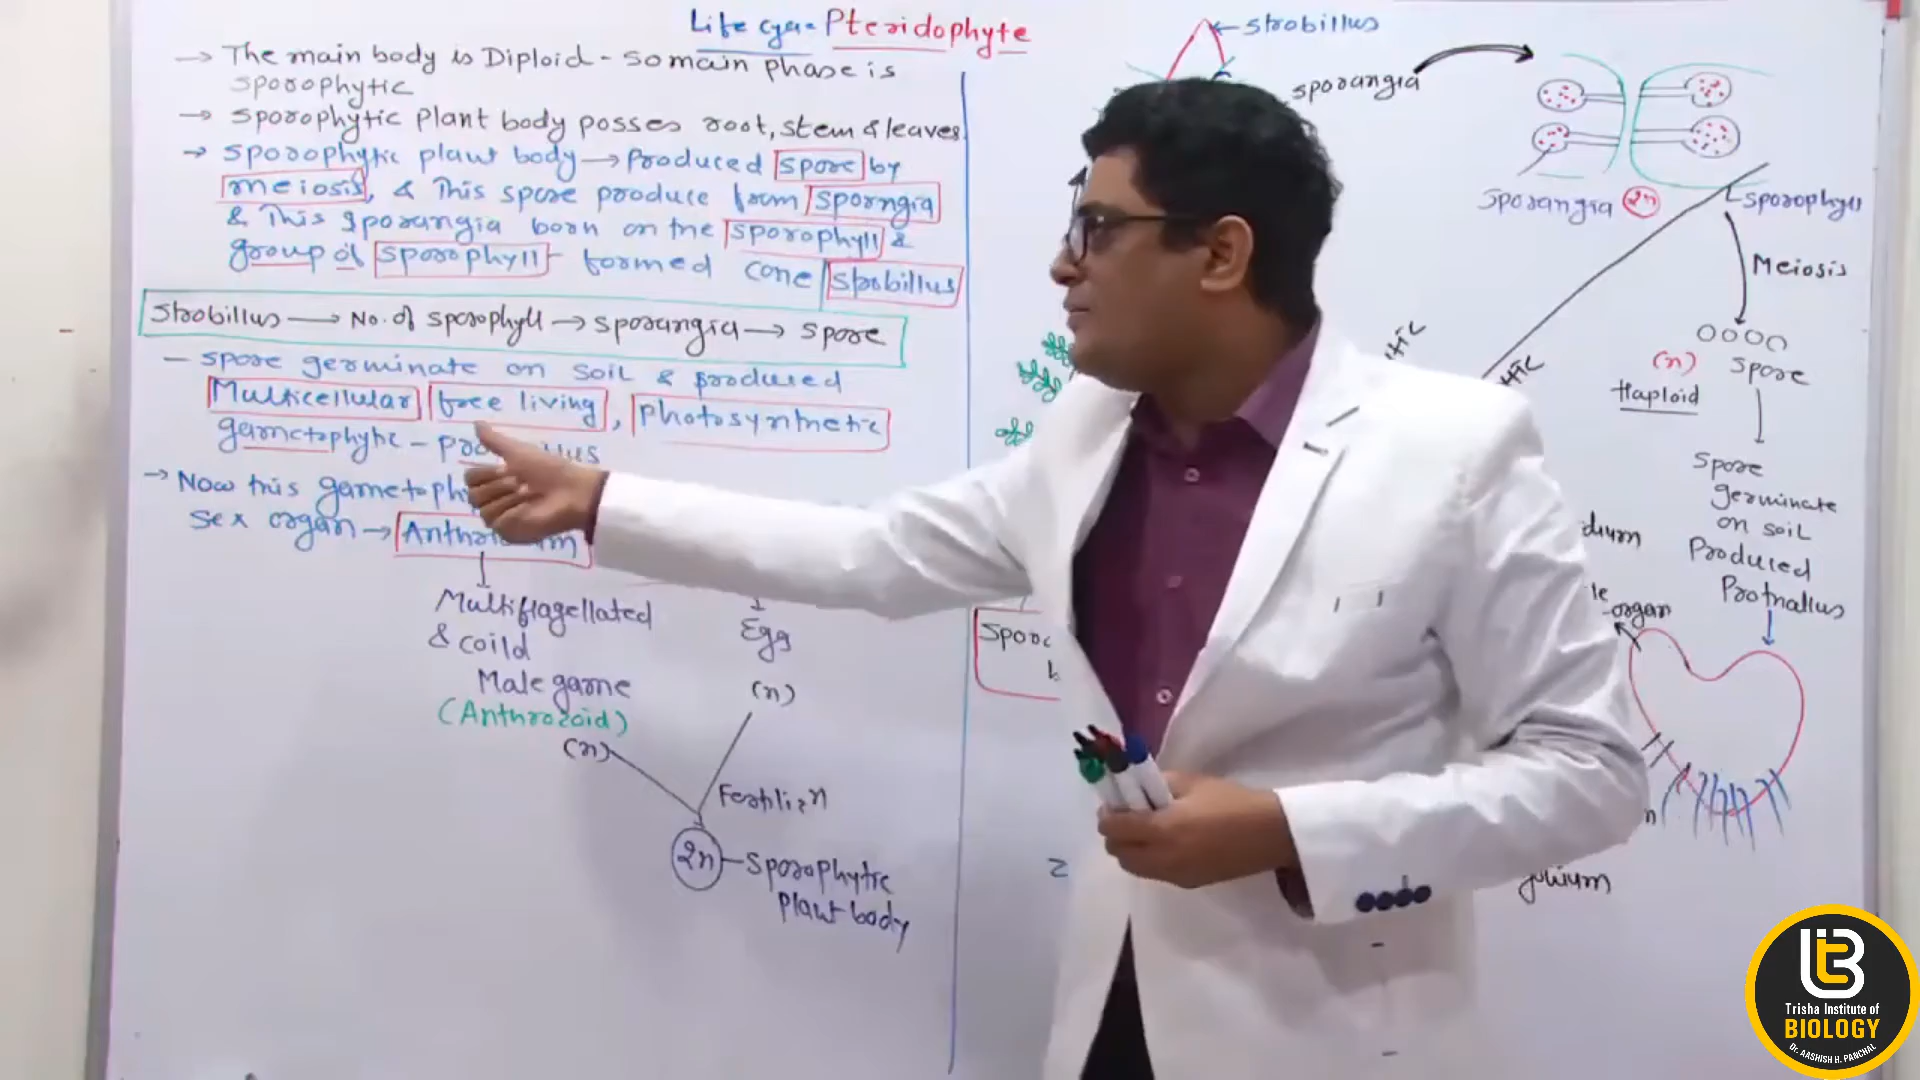 Life cycle - Pteridophyte
→ The main body is Diploid - so main phase is
sporophytic
→ sporophytic plant body posses root, stem & leaves
→ sporophytic plant body → Produced spore by
meiosis, & This spore produce from sporngia
& This sporangia born on the sporophyll &
group of sporophyll - formed cone / strobillus
Strobillus → No. of sporophyll → sporangia → spore
- spore germinate on soil & produced
Multicellular free living, photosynthetic
gametophyte -
→ Now this
sex organ →
Multiflagellated
& coild
Male game
(Anthrozoid)
(n)
Egg
(n)
2n - Sporophytic
Plant body
← strobillus
sporangia
Sporangia 2n
sporophyll
Meiosis
(n) spore
Haploid
Spore
germinate
on soil
Produced
Prothallus
organ
Trisha Institute of
BIOLOGY
Dr. AASHISH H. PANCHAL